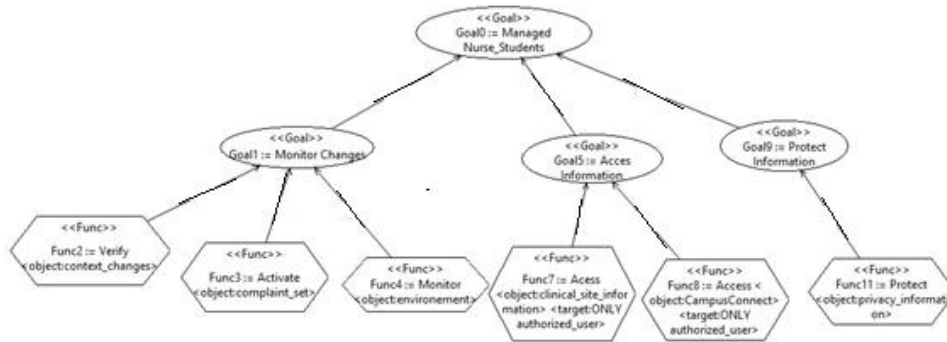 <<Goal>>
Goal0 := Managed
Nurse_Students
<<Goal>>
Goal1 := Monitor Changes
<<Goal>>
Goal5 := Acces
Information
<<Goal>>
Goal9 := Protect
Information
<<Func>>
Func2 := Verify
<object:context_changes>
<<Func>>
Func3 := Activate
<object:complaint_set>
<<Func>>
Func4 := Monitor
<object:environement>
<<Func>>
Func7 := Acess
<object:clinical_site_infor
mation> <target:ONLY
authorized_user>
<<Func>>
Func8 := Access <
object:CampusConnect>
<target:ONLY
authorized_user>
<<Func>>
Func11 := Protect
<object:privacy_informati
on>